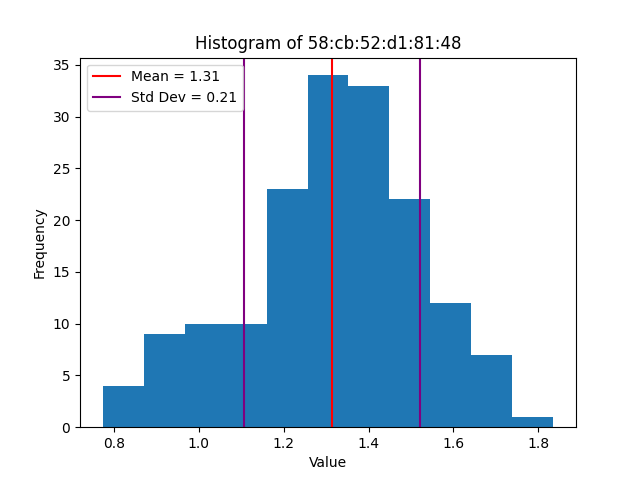 Histogram of 58:cb:52:d1:81:48
Mean = 1.31
Std Dev = 0.21
35
30
25
20
15
10
5
0
Frequency
0.8 1.0 1.2 1.4 1.6 1.8
Value